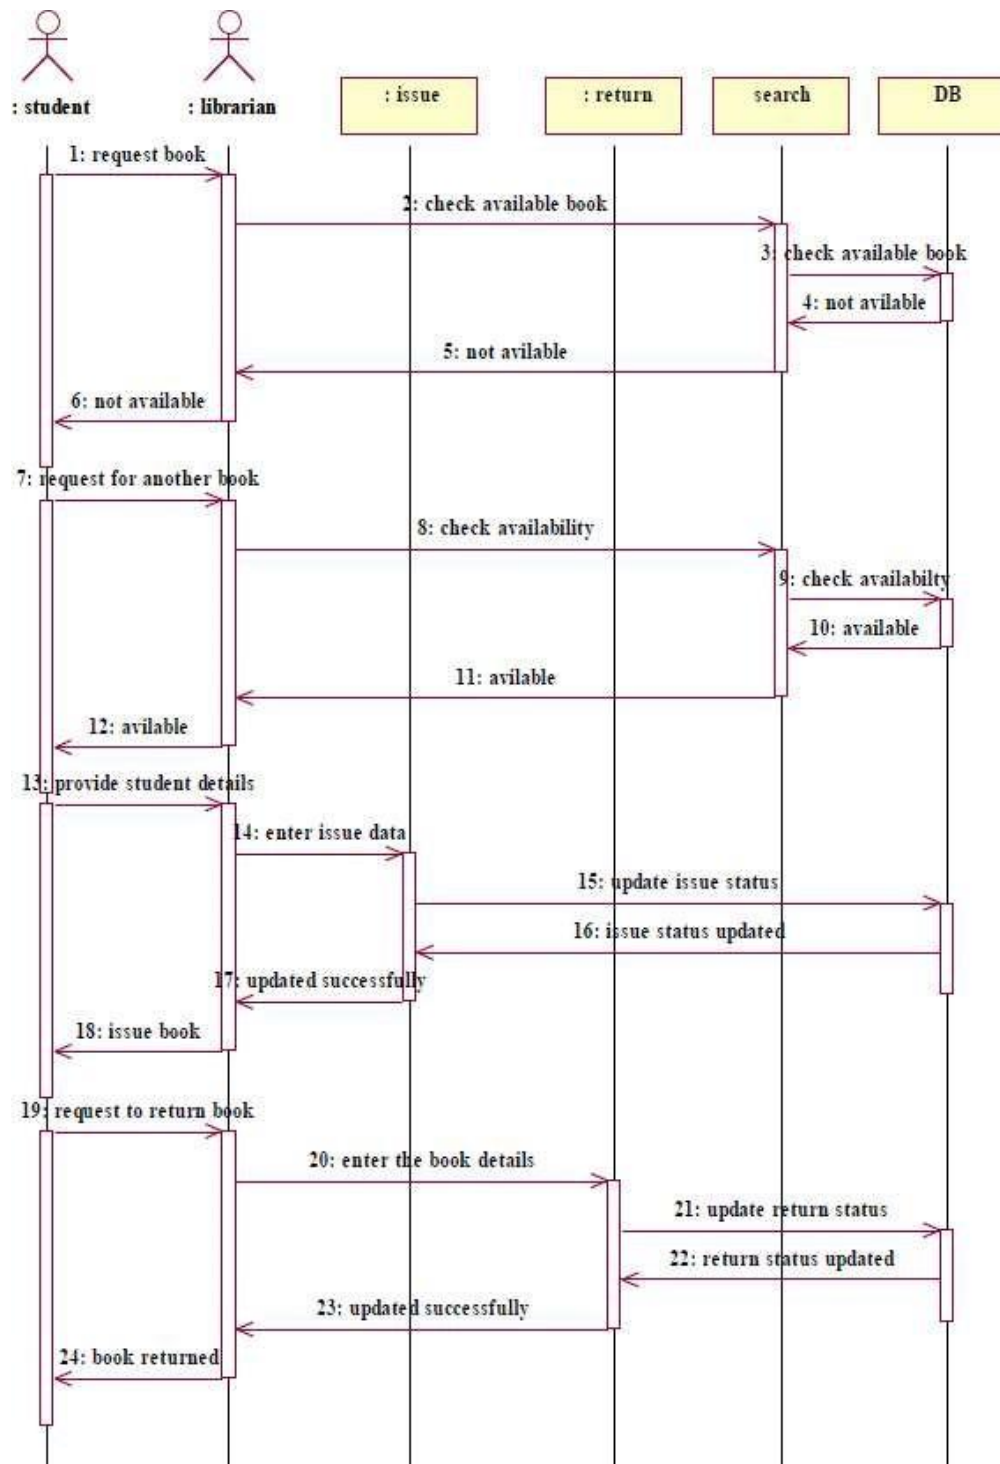 : student
: librarian
: issue
: return
search
DB
1: request book
2: check available book
3: check available book
4: not avilable
5: not avilable
6: not available
7: request for another book
8: check availability
9: check availabilty
10: available
11: avilable
12: avilable
13: provide student details
14: enter issue data
15: update issue status
16: issue status updated
17: updated successfully
18: issue book
19: request to return book
20: enter the book details
21: update return status
22: return status updated
23: updated successfully
24: book returned